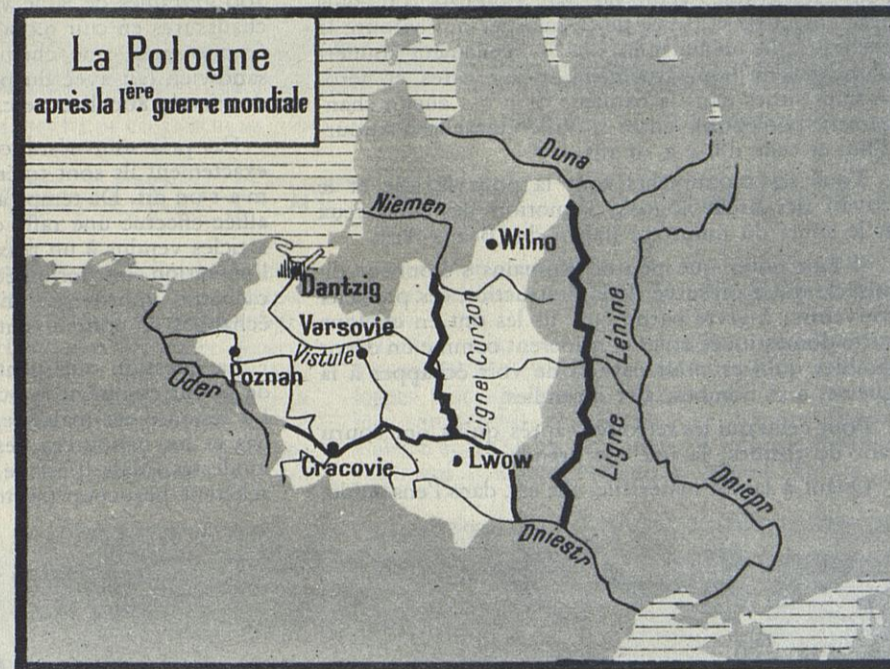 La Pologne
après la 1ère guerre mondiale
Duna
Niemen
Wilno
Dantzig
Varsovie
Vistule
Poznan
Oder
Ligne Curzon
Ligne Lénine
Cracovie
Lwow
Dniepr
Dniestr